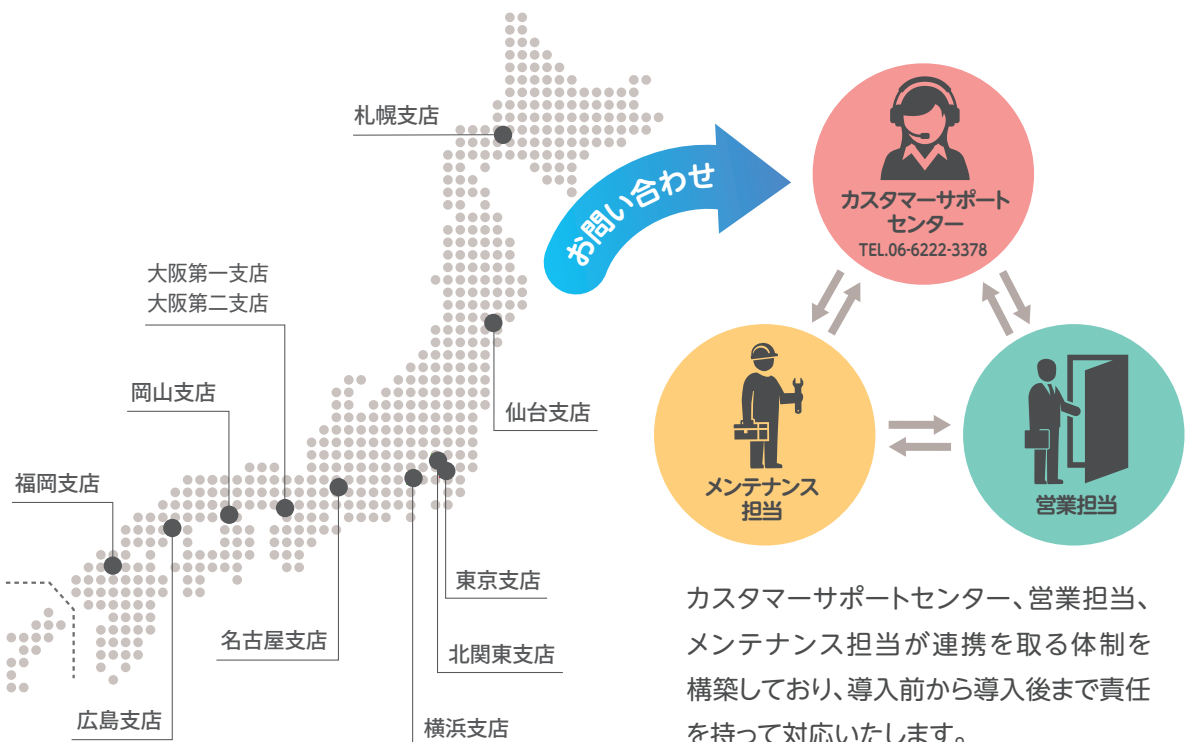 札幌支店
お問い合わせ
カスタマーサポート
センター
TEL.06-6222-3378
大阪第一支店
大阪第二支店
岡山支店
仙台支店
福岡支店
メンテナンス
担当
営業担当
東京支店
名古屋支店
北関東支店
広島支店
横浜支店
カスタマーサポートセンター、営業担当、
メンテナンス担当が連携を取る体制を
構築しており、導入前から導入後まで責任
を持って対応いたします。